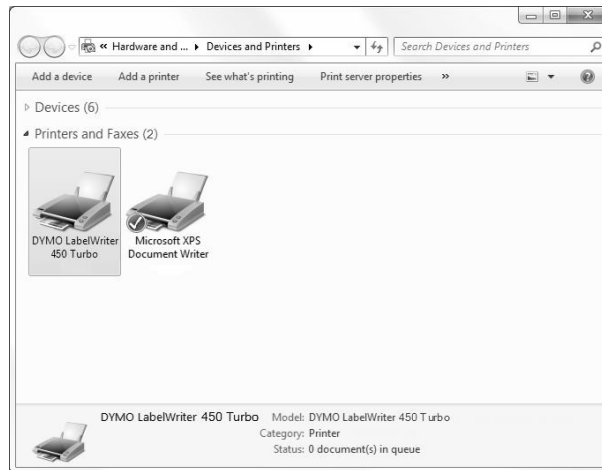 « Hardware and ... ▸ Devices and Printers ▸ Search Devices and Printers
Add a device Add a printer See what's printing Print server properties »
Devices (6)
Printers and Faxes (2)
DYMO LabelWriter
450 Turbo
Microsoft XPS
Document Writer
DYMO LabelWriter 450 Turbo Model: DYMO LabelWriter 450 Turbo
Category: Printer
Status: 0 document(s) in queue